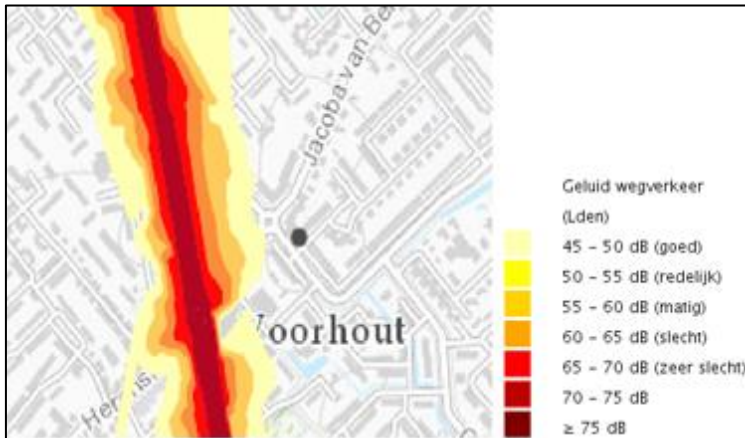 Jacoba van Be
Voorhout
Geluid wegverkeer
(Lden)
45 - 50 dB (goed)
50 - 55 dB (redelijk)
55 - 60 dB (matig)
60 - 65 dB (slecht)
65 - 70 dB (zeer slecht)
70 - 75 dB
≥ 75 dB